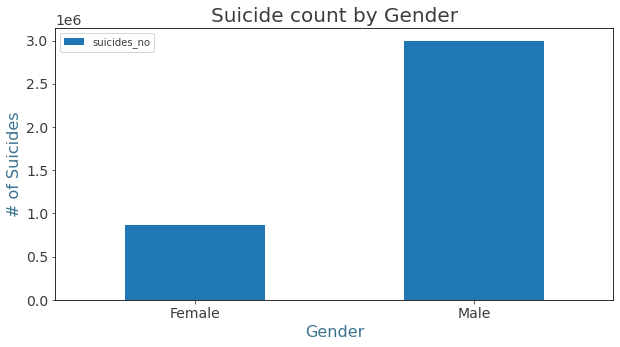 Suicide count by Gender
1e6
suicides_no
3.0
2.5
2.0
1.5
1.0
0.5
0.0
# of Suicides
Female
Male
Gender